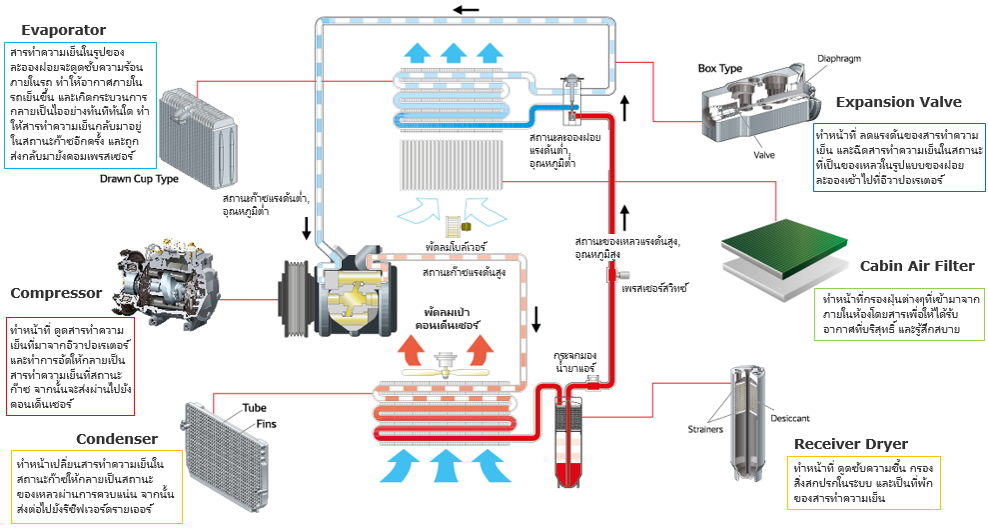 Evaporator
สารทำความเย็นในรูปของ
ละอองฝอยจะดูดซับความร้อน
ภายในรถ ทำให้อากาศภายใน
รถเย็นขึ้น และเกิดกระบวนการ
กลายเป็นไออย่างทันทีทันใด ทำ
ให้สารทำความเย็นกลับมาอยู่
ในสถานะก๊าซอีกครั้ง และถูก
ส่งกลับมายังคอมเพรสเซอร์
Drawn Cup Type
สถานะก๊าซแรงดันต่ำ,
อุณหภูมิต่ำ
สถานะละอองฝอย
แรงดันต่ำ,
อุณหภูมิต่ำ
Box Type
Diaphragm
Valve
Expansion Valve
ทำหน้าที่ ลดแรงดันของสารทำความ
เย็น และฉีดสารทำความเย็นในสถานะ
ที่เป็นของเหลวในรูปแบบของฝอย
ละอองเข้าไปที่อีวาปอเรเตอร์
พัดลมโบล์เวอร์
สถานะของเหลวแรงดันสูง,
อุณหภูมิสูง
เพรสเซอร์สวิทช์
Cabin Air Filter
ทำหน้าที่กรองฝุ่นต่างๆที่เข้ามาจาก
ภายในห้องโดยสารเพื่อให้ได้รับ
อากาศที่บริสุทธิ์ และรู้สึกสบาย
Compressor
ทำหน้าที่ ดูดสารทำความ
เย็นที่มาจากอีวาปอเรเตอร์
และทำการอัดให้กลายเป็น
สารทำความเย็นที่สถานะ
ก๊าซ จากนั้นจะส่งผ่านไปยัง
คอนเด็นเซอร์
สถานะก๊าซแรงดันสูง
พัดลมเป่า
คอนเด็นเซอร์
กระจกมอง
น้ำยาแอร์
Tube
Fins
Condenser
ทำหน้าเปลี่ยนสารทำความเย็นใน
สถานะก๊าซให้กลายเป็นสถานะ
ของเหลวผ่านการควบแน่น จากนั้น
ส่งต่อไปยังรีซีฟเวอร์ดรายเออร์
Strainers
Desiccant
Receiver Dryer
ทำหน้าที่ ดูดซับความชื้น กรอง
สิ่งสกปรกในระบบ และเป็นที่พัก
ของสารทำความเย็น